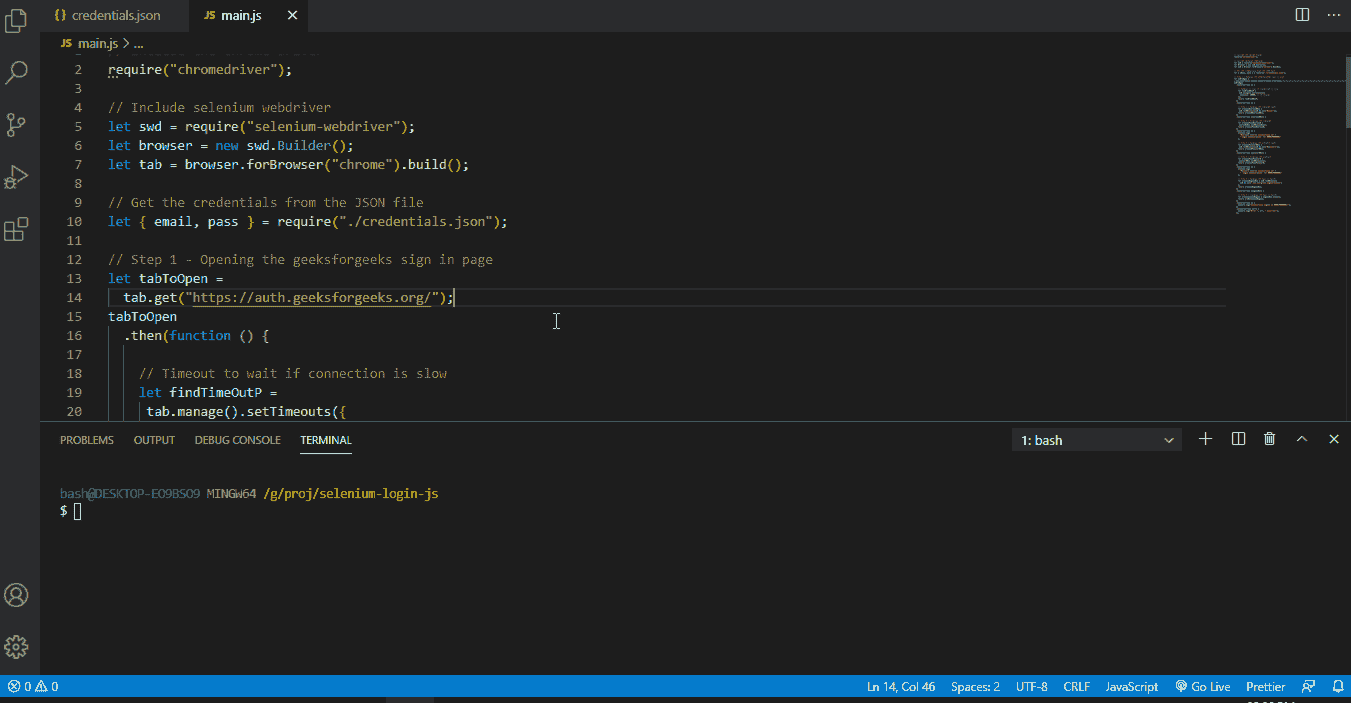 {} credentials.json JS main.js
JS main.js > ...
2 require("chromedriver");
3
4 // Include selenium webdriver
5 let swd = require("selenium-webdriver");
6 let browser = new swd.Builder();
7 let tab = browser.forBrowser("chrome").build();
8
9 // Get the credentials from the JSON file
10 let { email, pass } = require("./credentials.json");
11
12 // Step 1 - Opening the geeksforgeeks sign in page
13 let tabToOpen =
14 tab.get("https://auth.geeksforgeeks.org/");
15 tabToOpen
16 .then(function () {
17
18 // Timeout to wait if connection is slow
19 let findTimeOutP =
20 tab.manage().setTimeouts({
PROBLEMS OUTPUT DEBUG CONSOLE TERMINAL 1: bash
bash@DESKTOP-EO9BSO9 MINGW64 /g/proj/selenium-login-js
$
0 0 Ln 14, Col 46 Spaces: 2 UTF-8 CRLF JavaScript Go Live Prettier